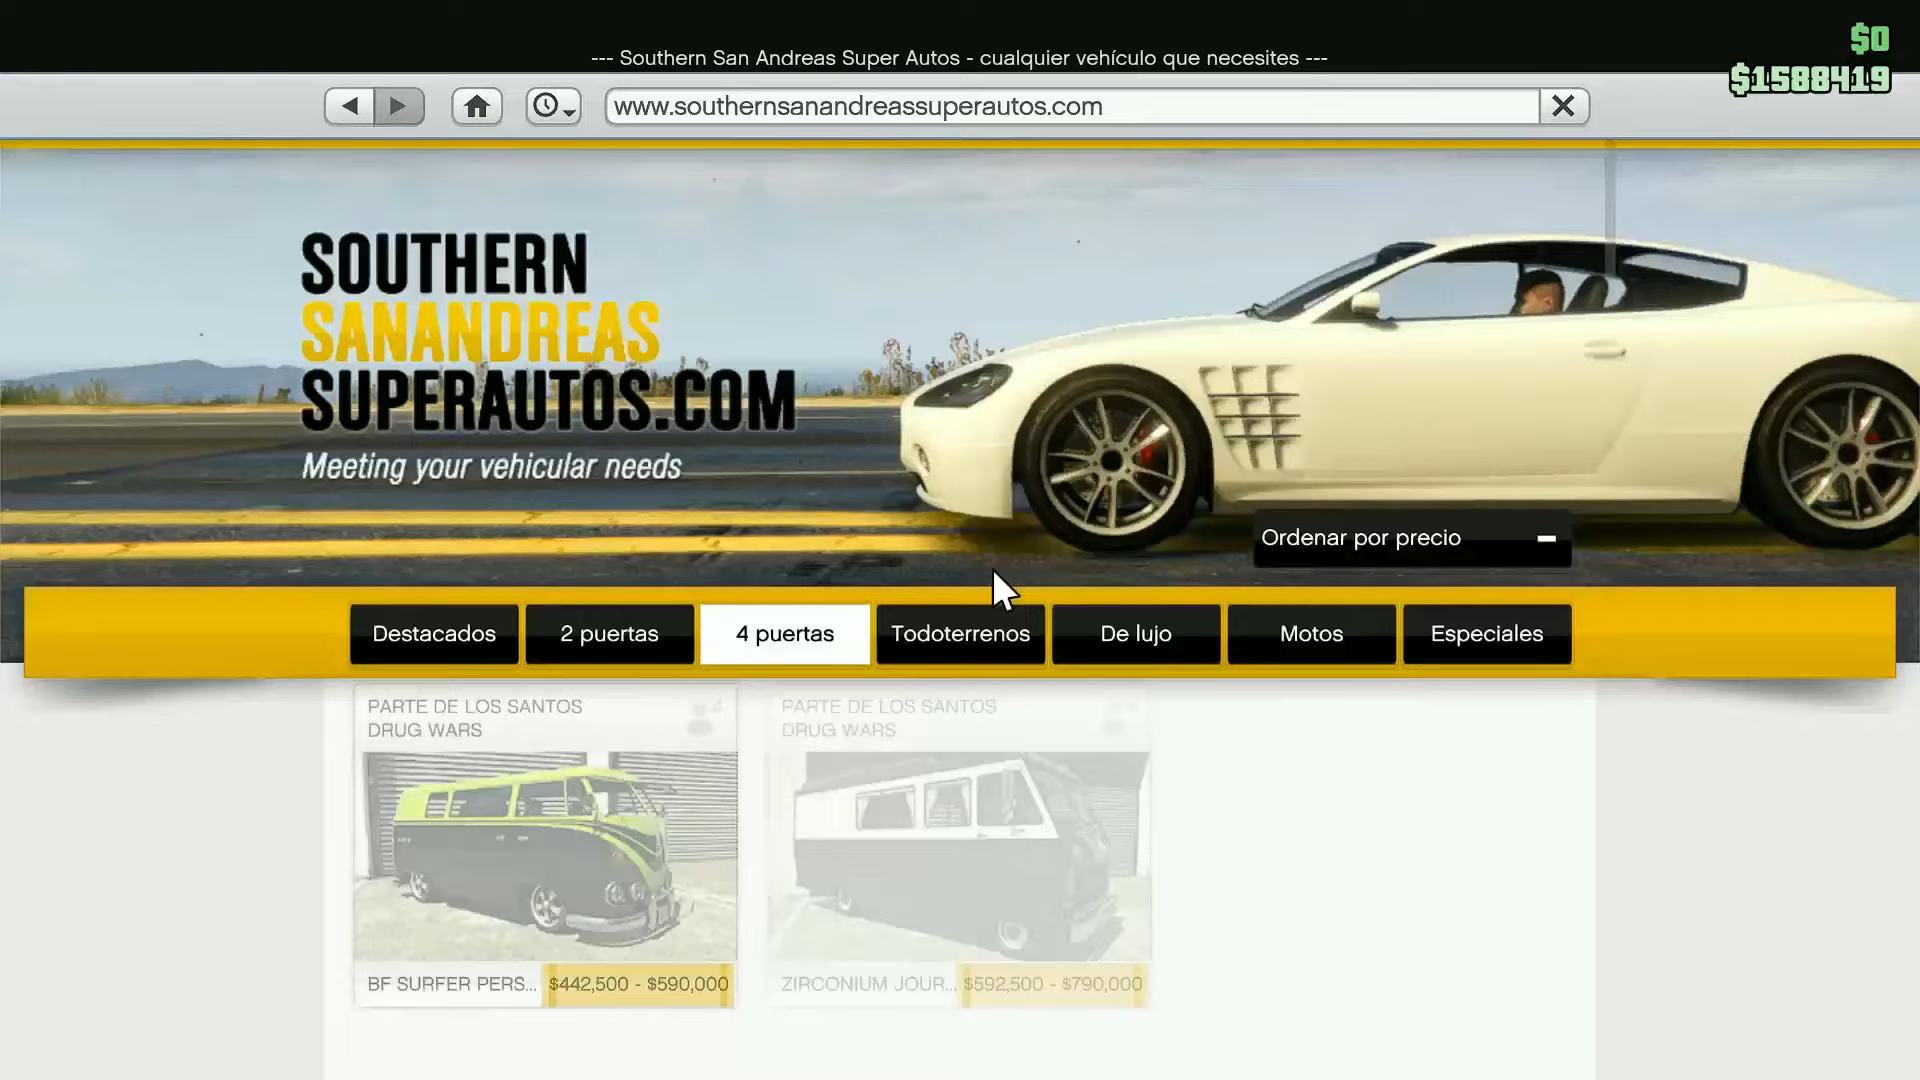 $0
--- Southern San Andreas Super Autos - cualquier vehículo que necesites ---
$1588419
www.southernsanandreassuperautos.com
SOUTHERN
SANANDREAS
SUPERAUTOS.COM
Meeting your vehicular needs
Ordenar por precio
Destacados 2 puertas 4 puertas Todoterrenos De lujo Motos Especiales
PARTE DE LOS SANTOS
DRUG WARS
4
PARTE DE LOS SANTOS
DRUG WARS
BF SURFER PERS... $442,500 - $590,000
ZIRCONIUM JOUR... $592,500 - $790,000